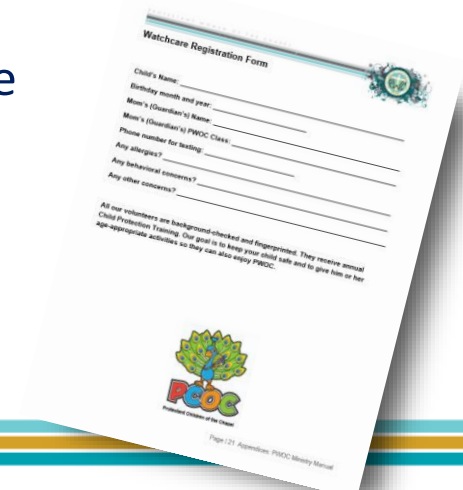 e
Watchcare Registration Form
Child's Name:
Birthday month and year:
Mom's (Guardian's) Name:
Mom's (Guardian's) PWOC Class:
Phone number for texting:
Any allergies?
Any behavioral concerns?
Any other concerns?
All our volunteers are background-checked and fingerprinted. They receive annual
Child Protection Training. Our goal is to keep your child safe and to give him or her
age-appropriate activities so they can also enjoy PWOC.
PCOC
Protestant Children of the Chapel
Page | 21 Appendices: PWOC Ministry Manual